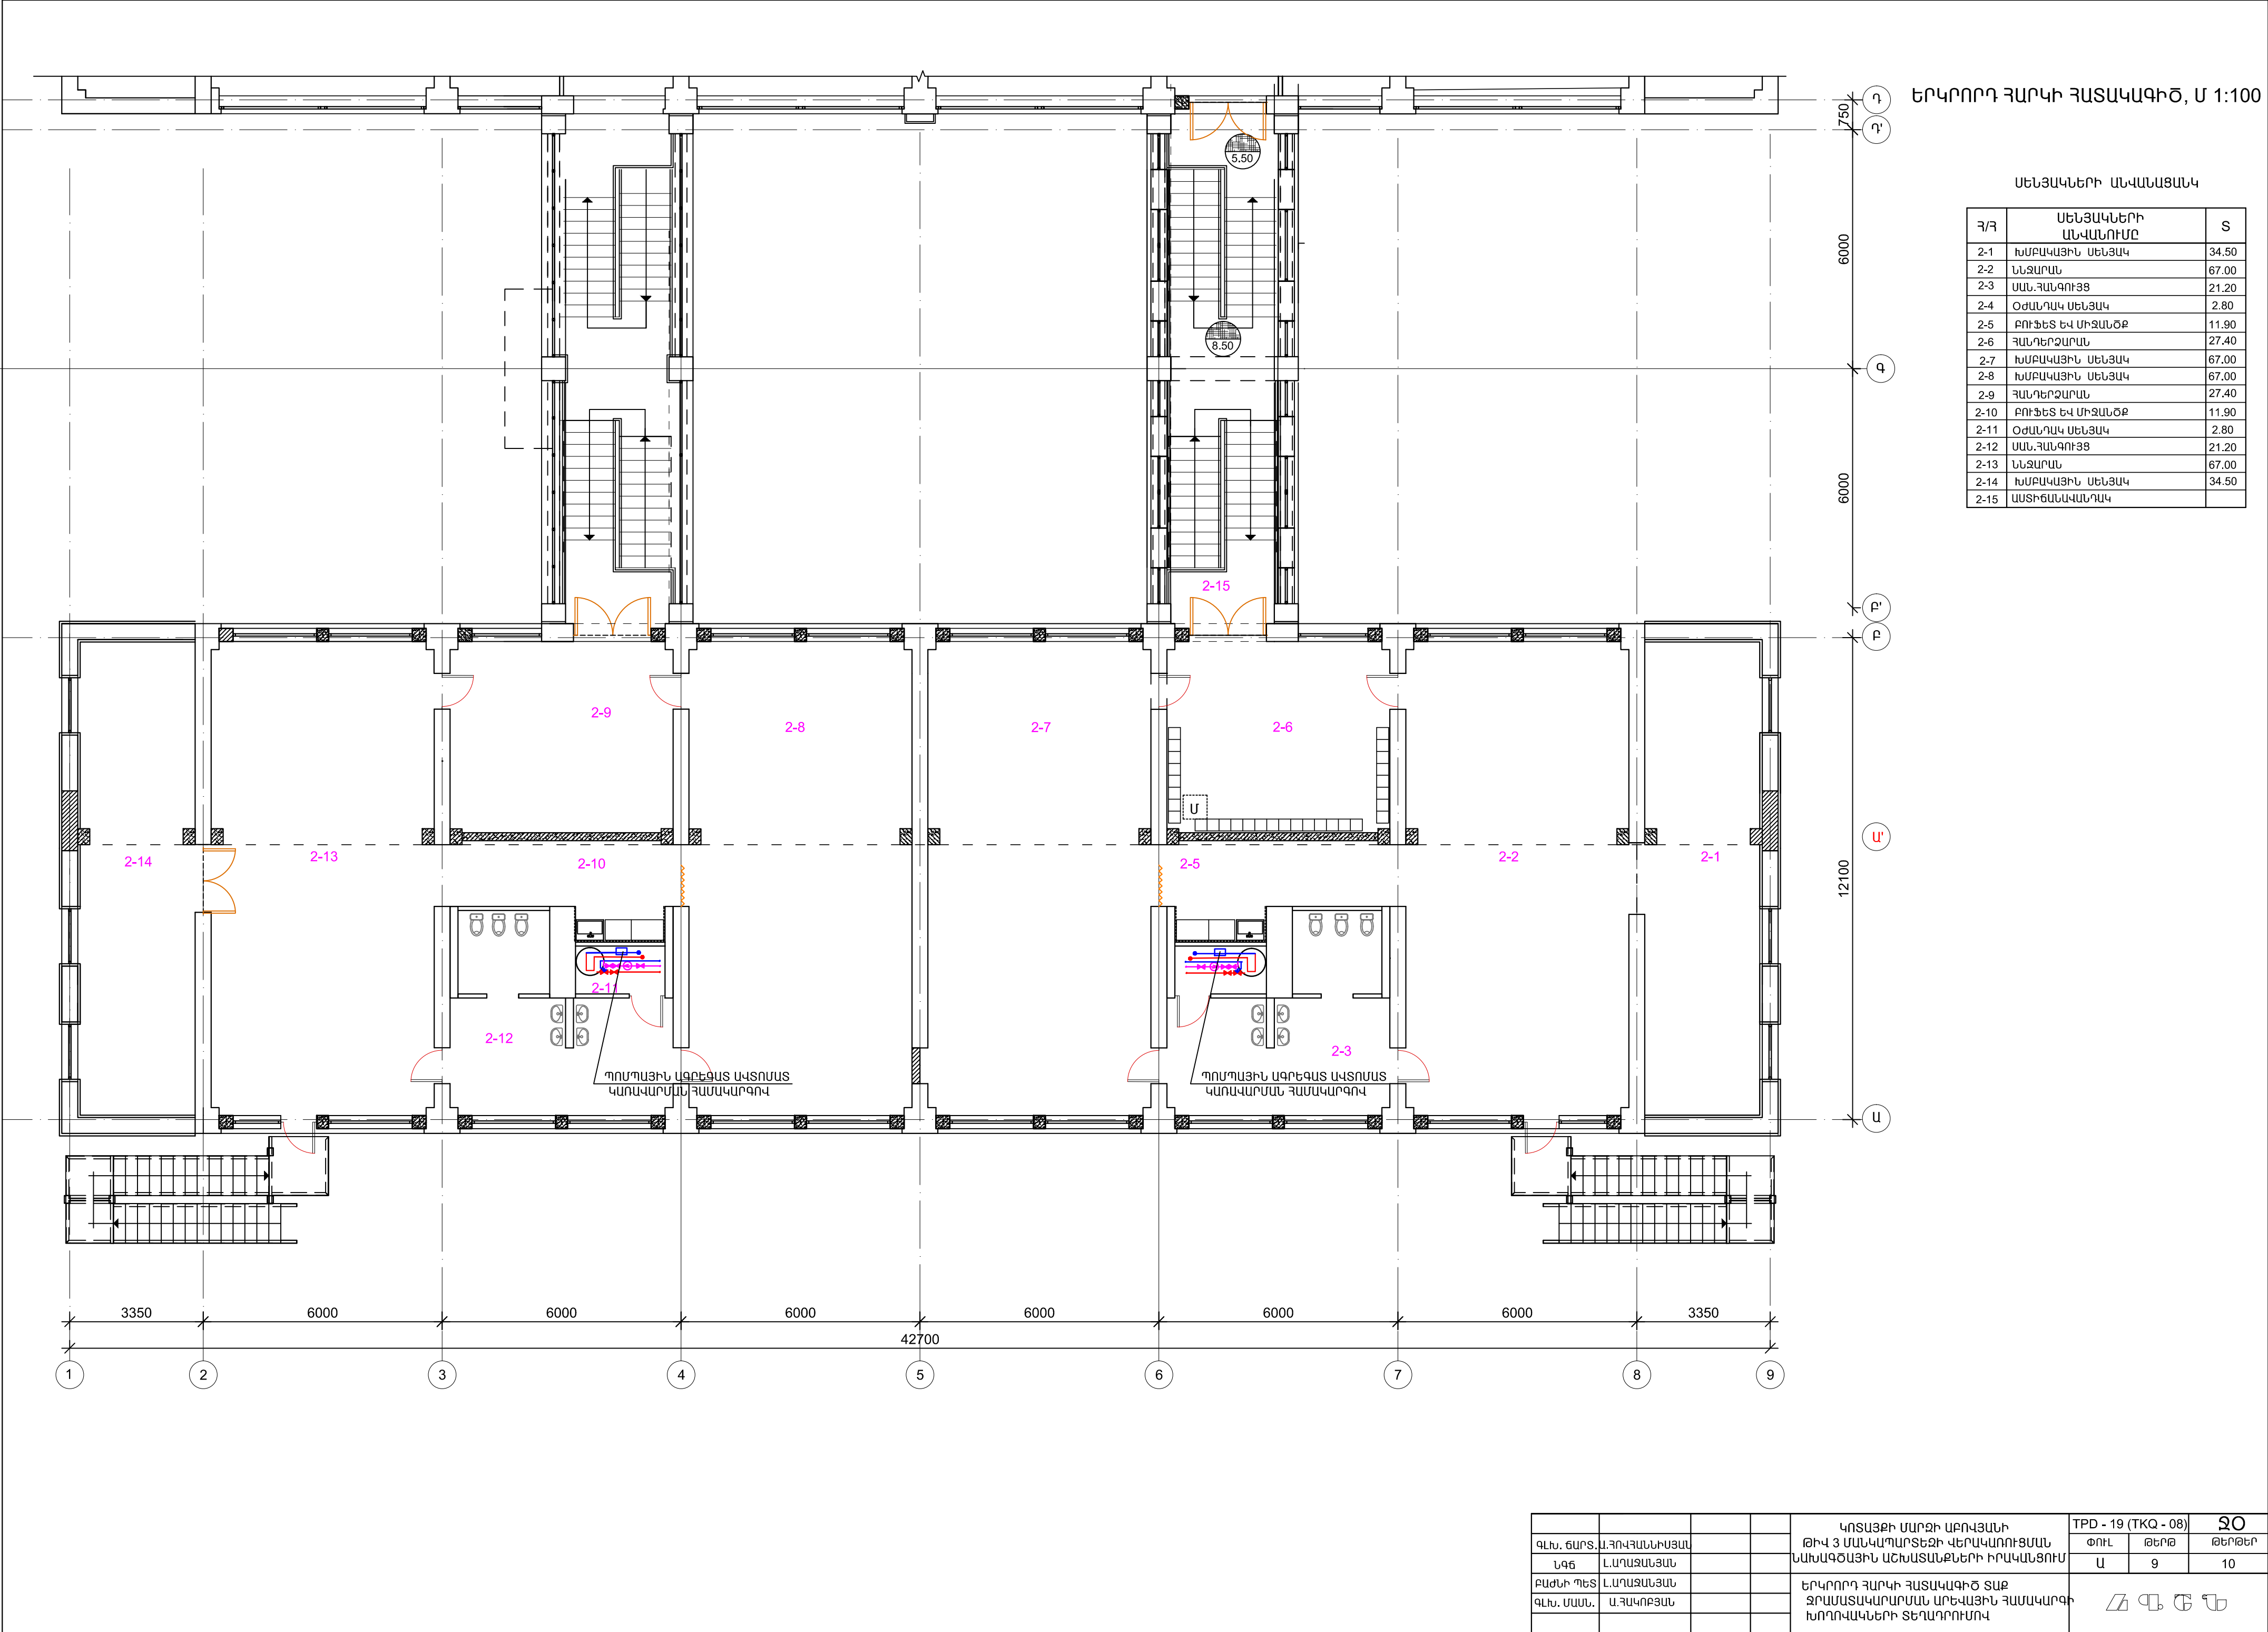 ԵՐԿՐՈՐԴ ՀԱՐԿԻ ՀԱՏԱԿԱԳԻԾ, Մ 1:100
Դ
750
Դ'
6000
Գ
6000
Բ'
Բ
12100
Ա'
Ա
ՍԵՆՅԱԿՆԵՐԻ ԱՆՎԱՆԱՑԱՆԿ
Հ/Հ ՍԵՆՅԱԿՆԵՐԻ ԱՆՎԱՆՈՒՄԸ Տ
2-1 ԽՄԲԱԿԱՅԻՆ ՍԵՆՅԱԿ 34.50
2-2 ՆՆՋԱՐԱՆ 67.00
2-3 ՍԱՆ.ՀԱՆԳՈՒՅՑ 21.20
2-4 ՕԺԱՆԴԱԿ ՍԵՆՅԱԿ 2.80
2-5 ԲՈՒՖԵՏ ԵՎ ՄԻՋԱՆԾՔ 11.90
2-6 ՀԱՆԴԵՐՁԱՐԱՆ 27.40
2-7 ԽՄԲԱԿԱՅԻՆ ՍԵՆՅԱԿ 67.00
2-8 ԽՄԲԱԿԱՅԻՆ ՍԵՆՅԱԿ 67.00
2-9 ՀԱՆԴԵՐՁԱՐԱՆ 27.40
2-10 ԲՈՒՖԵՏ ԵՎ ՄԻՋԱՆԾՔ 11.90
2-11 ՕԺԱՆԴԱԿ ՍԵՆՅԱԿ 2.80
2-12 ՍԱՆ.ՀԱՆԳՈՒՅՑ 21.20
2-13 ՆՆՋԱՐԱՆ 67.00
2-14 ԽՄԲԱԿԱՅԻՆ ՍԵՆՅԱԿ 34.50
2-15 ԱՍՏԻՃԱՆԱՎԱՆԴԱԿ
5.50
8.50
2-15
2-9
2-8
2-7
2-6
Մ
2-14
2-13
2-10
2-5
2-2
2-1
2-11
2-12
2-3
ՊՈՄՊԱՅԻՆ ԱԳՐԵԳԱՏ ԱՎՏՈՄԱՏ
ԿԱՌԱՎԱՐՄԱՆ ՀԱՄԱԿԱՐԳՈՎ
ՊՈՄՊԱՅԻՆ ԱԳՐԵԳԱՏ ԱՎՏՈՄԱՏ
ԿԱՌԱՎԱՐՄԱՆ ՀԱՄԱԿԱՐԳՈՎ
3350 6000 6000 6000 6000 6000 6000 3350
42700
1 2 3 4 5 6 7 8 9
ԳԼԽ. ՃԱՐՏ. Ա.ՀՈՎՀԱՆՆԻՍՅԱՆ
ՆԳՃ Լ.ԱՂԱՋԱՆՅԱՆ
ԲԱԺՆԻ ՊԵՏ Լ.ԱՂԱՋԱՆՅԱՆ
ԳԼԽ. ՄԱՍՆ. Ա.ՀԱԿՈԲՅԱՆ
ԿՈՏԱՅՔԻ ՄԱՐԶԻ ԱԲՈՎՅԱՆԻ
ԹԻՎ 3 ՄԱՆԿԱՊԱՐՏԵԶԻ ՎԵՐԱԿԱՌՈՒՑՄԱՆ
ՆԱԽԱԳԾԱՅԻՆ ԱՇԽԱՏԱՆՔՆԵՐԻ ԻՐԱԿԱՆՑՈՒՄ
ԵՐԿՐՈՐԴ ՀԱՐԿԻ ՀԱՏԱԿԱԳԻԾ ՏԱՔ
ՋՐԱՄԱՏԱԿԱՐԱՐՄԱՆ ԱՐԵՎԱՅԻՆ ՀԱՄԱԿԱՐԳԻ
ԽՈՂՈՎԱԿՆԵՐԻ ՏԵՂԱԴՐՈՒՄՈՎ
TPD - 19 (TKQ - 08) ՋՕ
ՓՈՒԼ ԹԵՐԹ ԹԵՐԹԵՐ
Ա 9 10